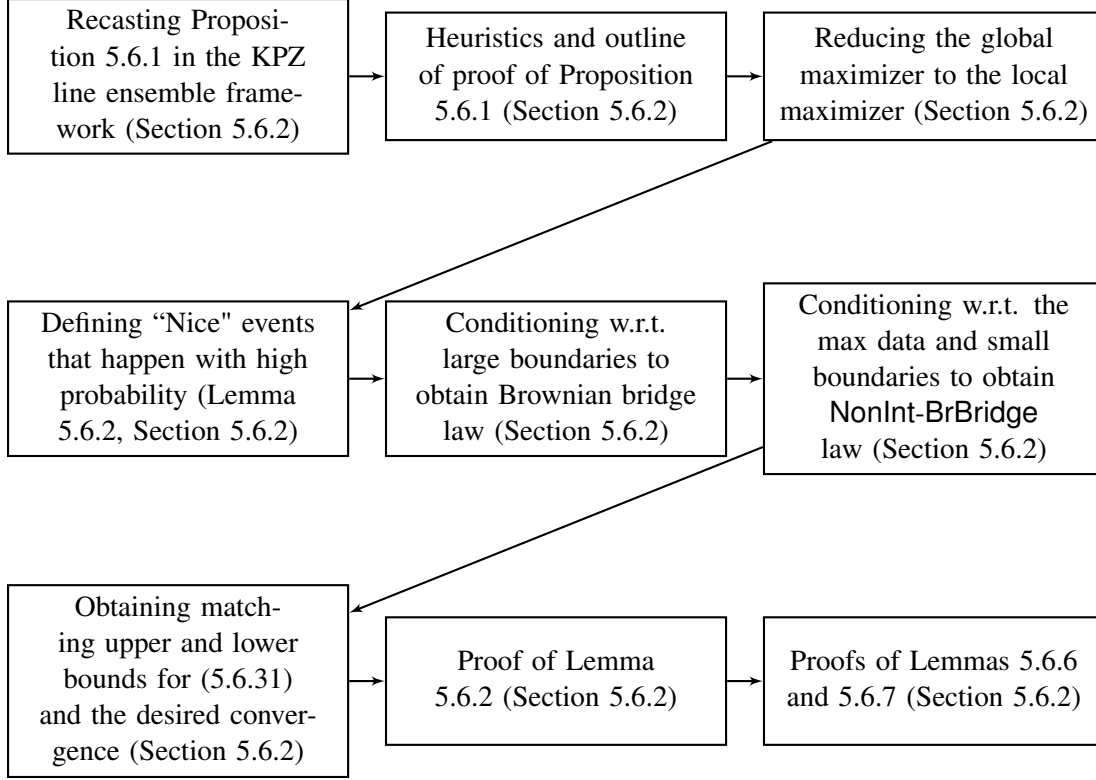 Recasting Proposi-
tion 5.6.1 in the KPZ
line ensemble frame-
work (Section 5.6.2)
Heuristics and outline
of proof of Proposition
5.6.1 (Section 5.6.2)
Reducing the global
maximizer to the local
maximizer (Section 5.6.2)
Defining “Nice" events
that happen with high
probability (Lemma
5.6.2, Section 5.6.2)
Conditioning w.r.t.
large boundaries to
obtain Brownian bridge
law (Section 5.6.2)
Conditioning w.r.t. the
max data and small
boundaries to obtain
NonInt-BrBridge
law (Section 5.6.2)
Obtaining match-
ing upper and lower
bounds for (5.6.31)
and the desired conver-
gence (Section 5.6.2)
Proof of Lemma
5.6.2 (Section 5.6.2)
Proofs of Lemmas 5.6.6
and 5.6.7 (Section 5.6.2)